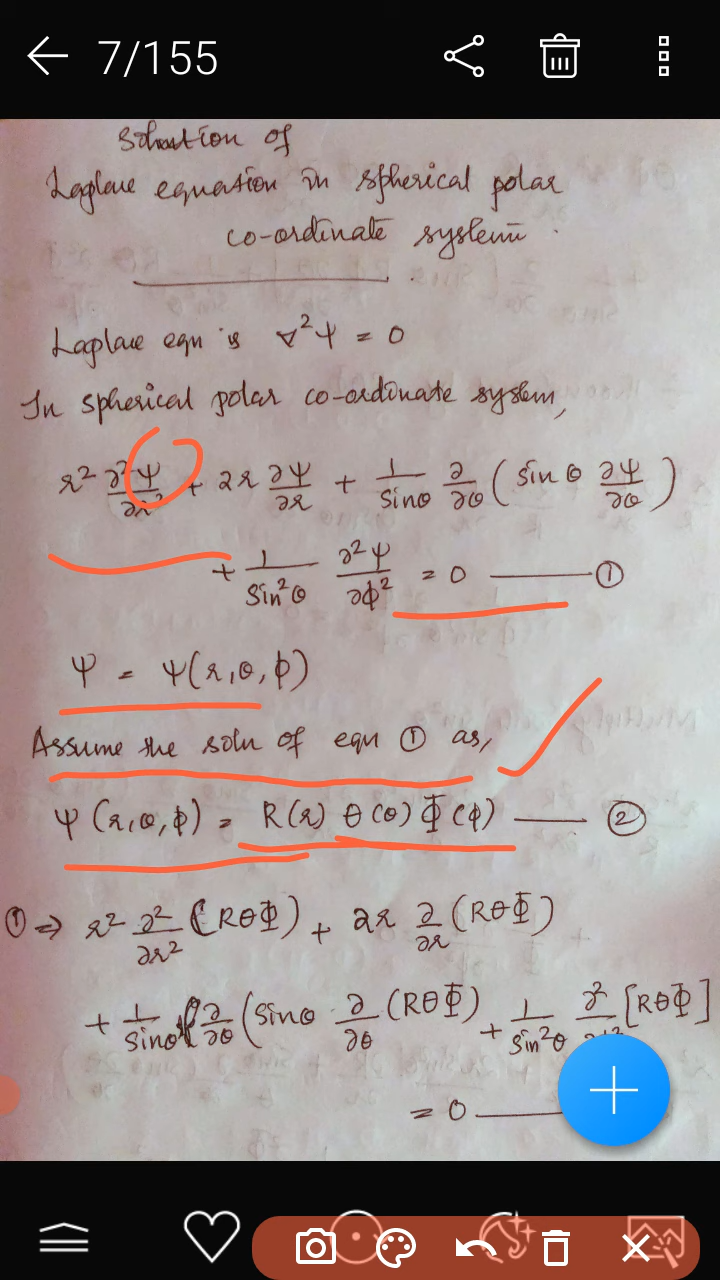 7/155
Solution of
Laplace equation in spherical polar
co-ordinate system.
Laplace eqn is ∇²Ψ = 0
In spherical polar co-ordinate system,
r² ∂²Ψ/∂r² + 2r ∂Ψ/∂r + 1/sinθ ∂/∂θ ( sin θ ∂Ψ/∂θ )
+ 1/sin²θ ∂²Ψ/∂ϕ² = 0 —— ①
Ψ = Ψ(r,θ,ϕ)
Assume the soln of eqn ① as,
Ψ (r,θ,ϕ) = R(r) θ(θ) Φ(ϕ) —— ②
① ⇒ r² ∂²/∂r² (RθΦ) + 2r ∂/∂r (RθΦ)
+ 1/sinθ ∂/∂θ (sinθ ∂/∂θ (RθΦ) + 1/sin²θ [RθΦ]
= 0 ——